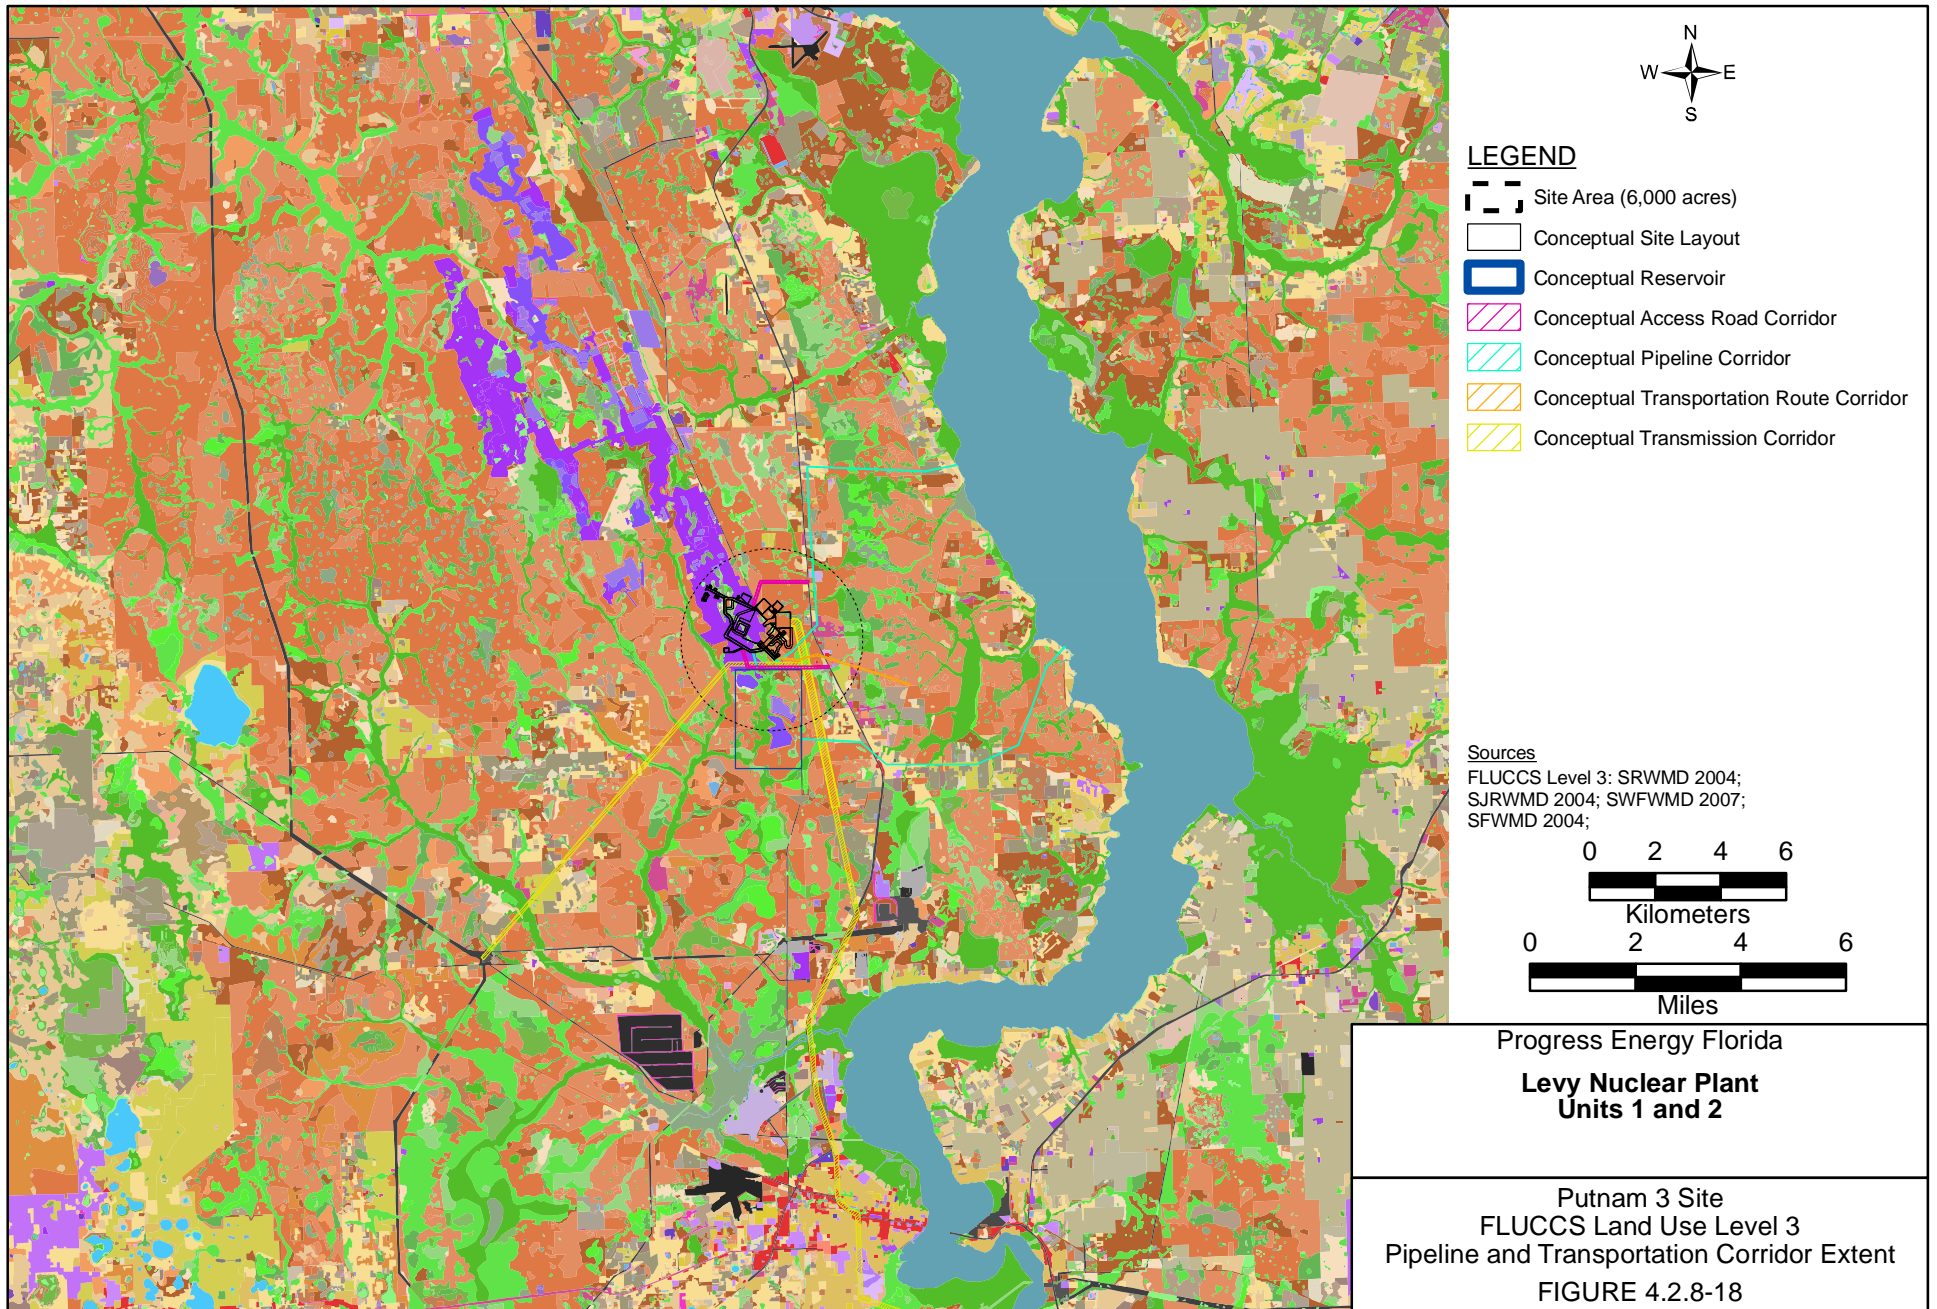 N
W E
S
LEGEND
Site Area (6,000 acres)
Conceptual Site Layout
Conceptual Reservoir
Conceptual Access Road Corridor
Conceptual Pipeline Corridor
Conceptual Transportation Route Corridor
Conceptual Transmission Corridor
Sources
FLUCCS Level 3: SRWMD 2004;
SJRWMD 2004; SWFWMD 2007;
SFWMD 2004;
0 2 4 6
Kilometers
0 2 4 6
Miles
Progress Energy Florida
Levy Nuclear Plant
Units 1 and 2
Putnam 3 Site
FLUCCS Land Use Level 3
Pipeline and Transportation Corridor Extent
FIGURE 4.2.8-18